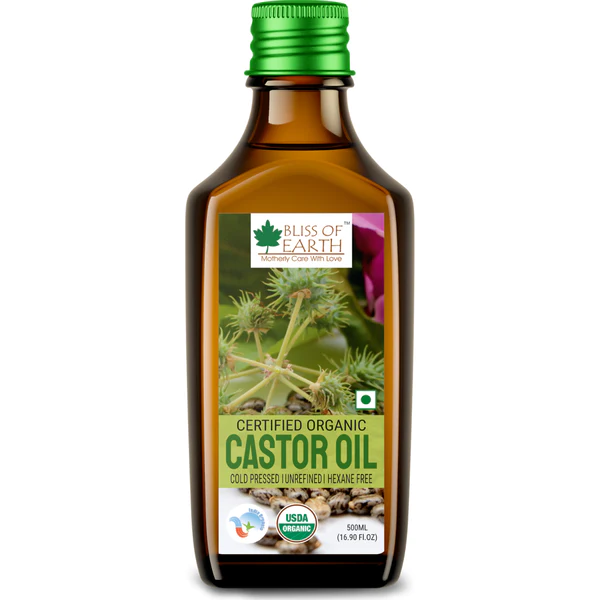 BLISS OF™
EARTH
Motherly Care With Love
CERTIFIED ORGANIC
CASTOR OIL
COLD PRESSED | UNREFINED | HEXANE FREE
USDA
ORGANIC
500ML
(16.90 Fl.OZ)